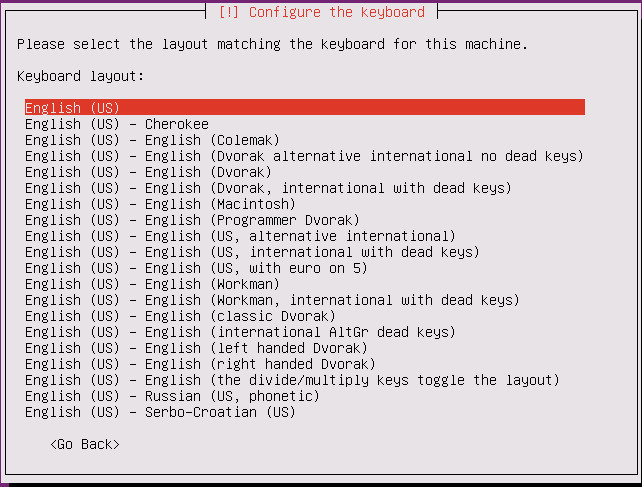 [!] Configure the keyboard
Please select the layout matching the keyboard for this machine.
Keyboard layout:
English (US)
English (US) - Cherokee
English (US) - English (Colemak)
English (US) - English (Dvorak alternative international no dead keys)
English (US) - English (Dvorak)
English (US) - English (Dvorak, international with dead keys)
English (US) - English (Macintosh)
English (US) - English (Programmer Dvorak)
English (US) - English (US, alternative international)
English (US) - English (US, international with dead keys)
English (US) - English (US, with euro on 5)
English (US) - English (Workman)
English (US) - English (Workman, international with dead keys)
English (US) - English (classic Dvorak)
English (US) - English (international AltGr dead keys)
English (US) - English (left handed Dvorak)
English (US) - English (right handed Dvorak)
English (US) - English (the divide/multiply keys toggle the layout)
English (US) - Russian (US, phonetic)
English (US) - Serbo-Croatian (US)
<Go Back>